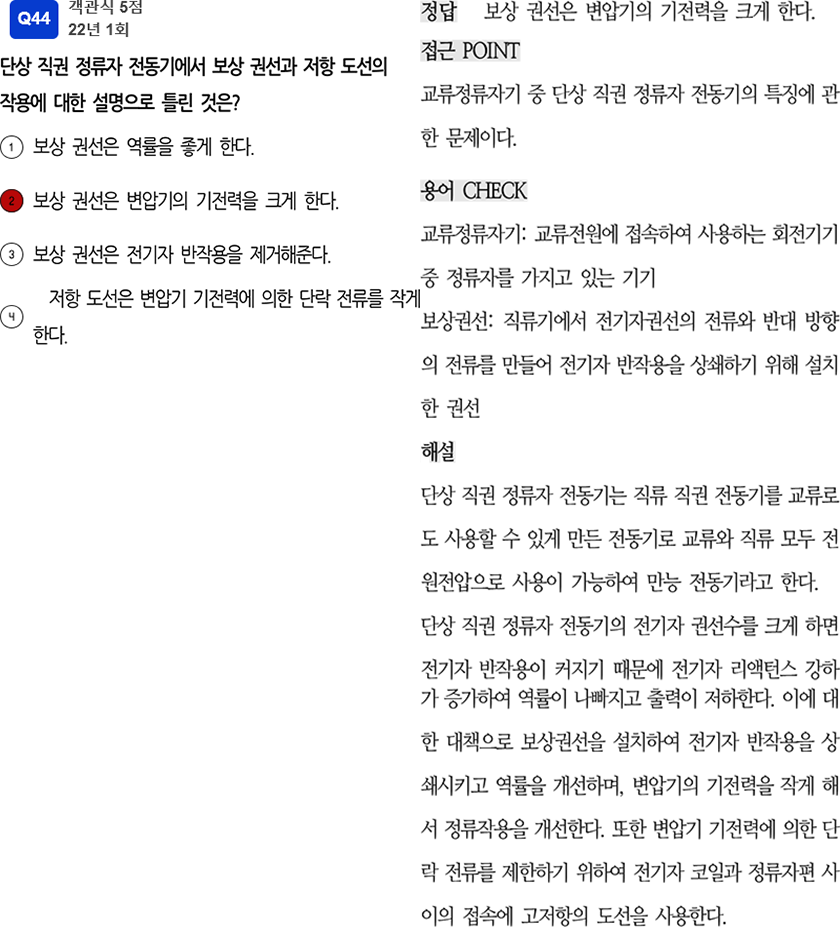 Q44
객관식 5점
22년 1회
단상 직권 정류자 전동기에서 보상 권선과 저항 도선의
작용에 대한 설명으로 틀린 것은?
1 보상 권선은 역률을 좋게 한다.
2 보상 권선은 변압기의 기전력을 크게 한다.
3 보상 권선은 전기자 반작용을 제거해준다.
4 저항 도선은 변압기 기전력에 의한 단락 전류를 작게
한다.
정답 보상 권선은 변압기의 기전력을 크게 한다.
접근 POINT
교류정류자기 중 단상 직권 정류자 전동기의 특징에 관
한 문제이다.
용어 CHECK
교류정류자기: 교류전원에 접속하여 사용하는 회전기기
중 정류자를 가지고 있는 기기
보상권선: 직류기에서 전기자권선의 전류와 반대 방향
의 전류를 만들어 전기자 반작용을 상쇄하기 위해 설치
한 권선
해설
단상 직권 정류자 전동기는 직류 직권 전동기를 교류로
도 사용할 수 있게 만든 전동기로 교류와 직류 모두 전
원전압으로 사용이 가능하여 만능 전동기라고 한다.
단상 직권 정류자 전동기의 전기자 권선수를 크게 하면
전기자 반작용이 커지기 때문에 전기자 리액턴스 강하
가 증가하여 역률이 나빠지고 출력이 저하한다. 이에 대
한 대책으로 보상권선을 설치하여 전기자 반작용을 상
쇄시키고 역률을 개선하며, 변압기의 기전력을 작게 해
서 정류작용을 개선한다. 또한 변압기 기전력에 의한 단
락 전류를 제한하기 위하여 전기자 코일과 정류자편 사
이의 접속에 고저항의 도선을 사용한다.